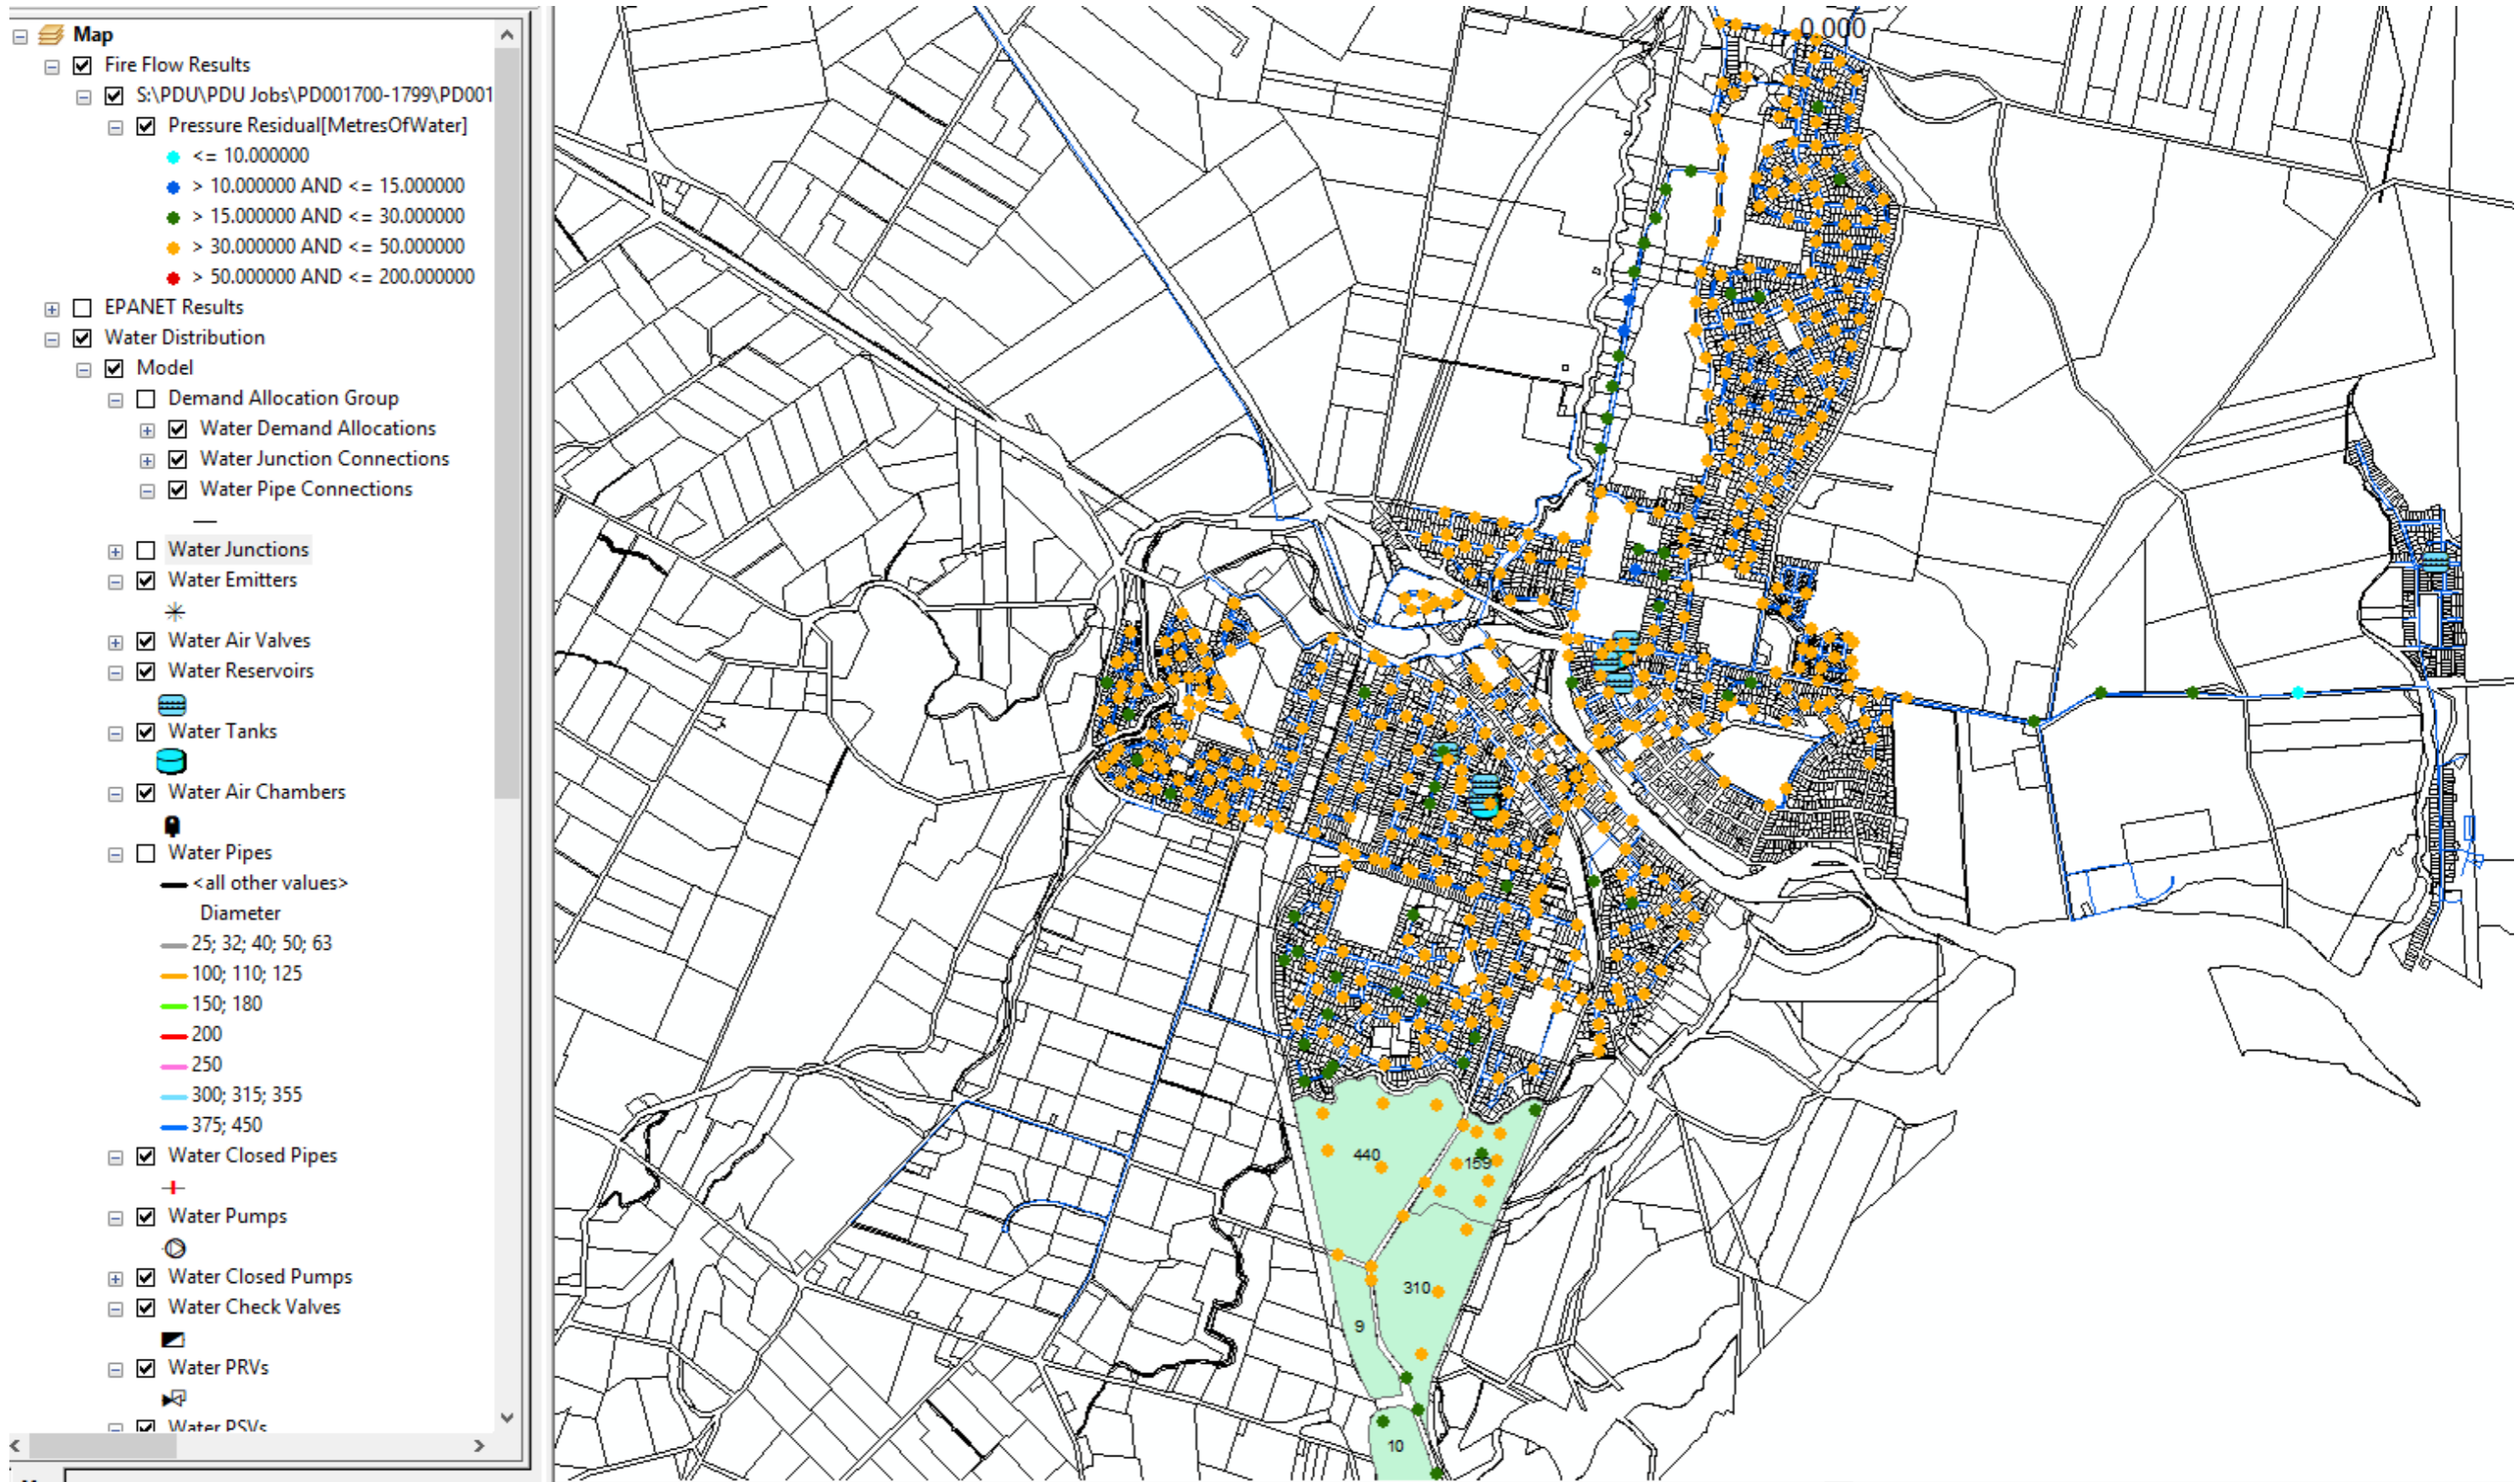 Map
Fire Flow Results
S:\PDU\PDU Jobs\PD001700-1799\PD001
Pressure Residual[MetresOfWater]
<= 10.000000
> 10.000000 AND <= 15.000000
> 15.000000 AND <= 30.000000
> 30.000000 AND <= 50.000000
> 50.000000 AND <= 200.000000
EPANET Results
Water Distribution
Model
Demand Allocation Group
Water Demand Allocations
Water Junction Connections
Water Pipe Connections
Water Junctions
Water Emitters
Water Air Valves
Water Reservoirs
Water Tanks
Water Air Chambers
Water Pipes
<all other values>
Diameter
25; 32; 40; 50; 63
100; 110; 125
150; 180
200
250
300; 315; 355
375; 450
Water Closed Pipes
Water Pumps
Water Closed Pumps
Water Check Valves
Water PRVs
Water PSVs
0.000
440
159
310
9
10